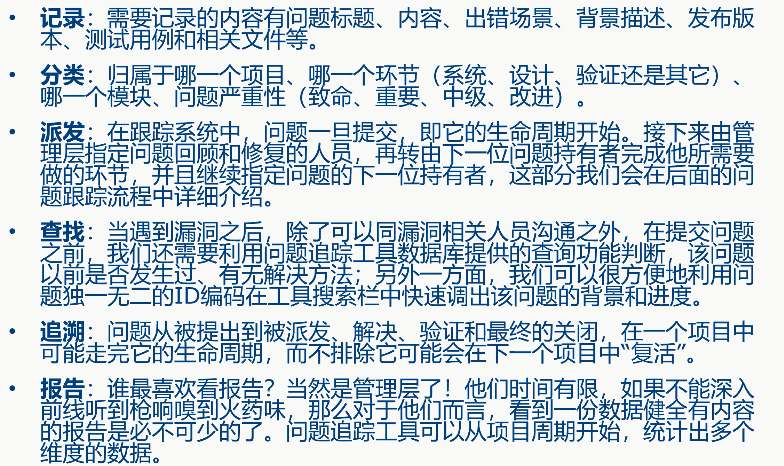 • 记录：需要记录的内容有问题标题、内容、出错场景、背景描述、发布版
本、测试用例和相关文件等。
• 分类：归属于哪一个项目、哪一个环节（系统、设计、验证还是其它）、
哪一个模块、问题严重性（致命、重要、中级、改进）。
• 派发：在跟踪系统中，问题一旦提交，即它的生命周期开始。接下来由管
理层指定问题回顾和修复的人员，再转由下一位问题持有者完成他所需要
做的环节，并且继续指定问题的下一位持有者，这部分我们会在后面的问
题跟踪流程中详细介绍。
• 查找：当遇到漏洞之后，除了可以同漏洞相关人员沟通之外，在提交问题
之前，我们还需要利用问题追踪工具数据库提供的查询功能判断，该问题
以前是否发生过、有无解决方法；另外一方面，我们可以很方便地利用问
题独一无二的ID编码在工具搜索栏中快速调出该问题的背景和进度。
• 追溯：问题从被提出到被派发、解决、验证和最终的关闭，在一个项目中
可能走完它的生命周期，而不排除它可能会在下一个项目中“复活”。
• 报告：谁最喜欢看报告？当然是管理层了！他们时间有限，如果不能深入
前线听到枪响嗅到火药味，那么对于他们而言，看到一份数据健全有内容
的报告是必不可少的了。问题追踪工具可以从项目周期开始，统计出多个
维度的数据。